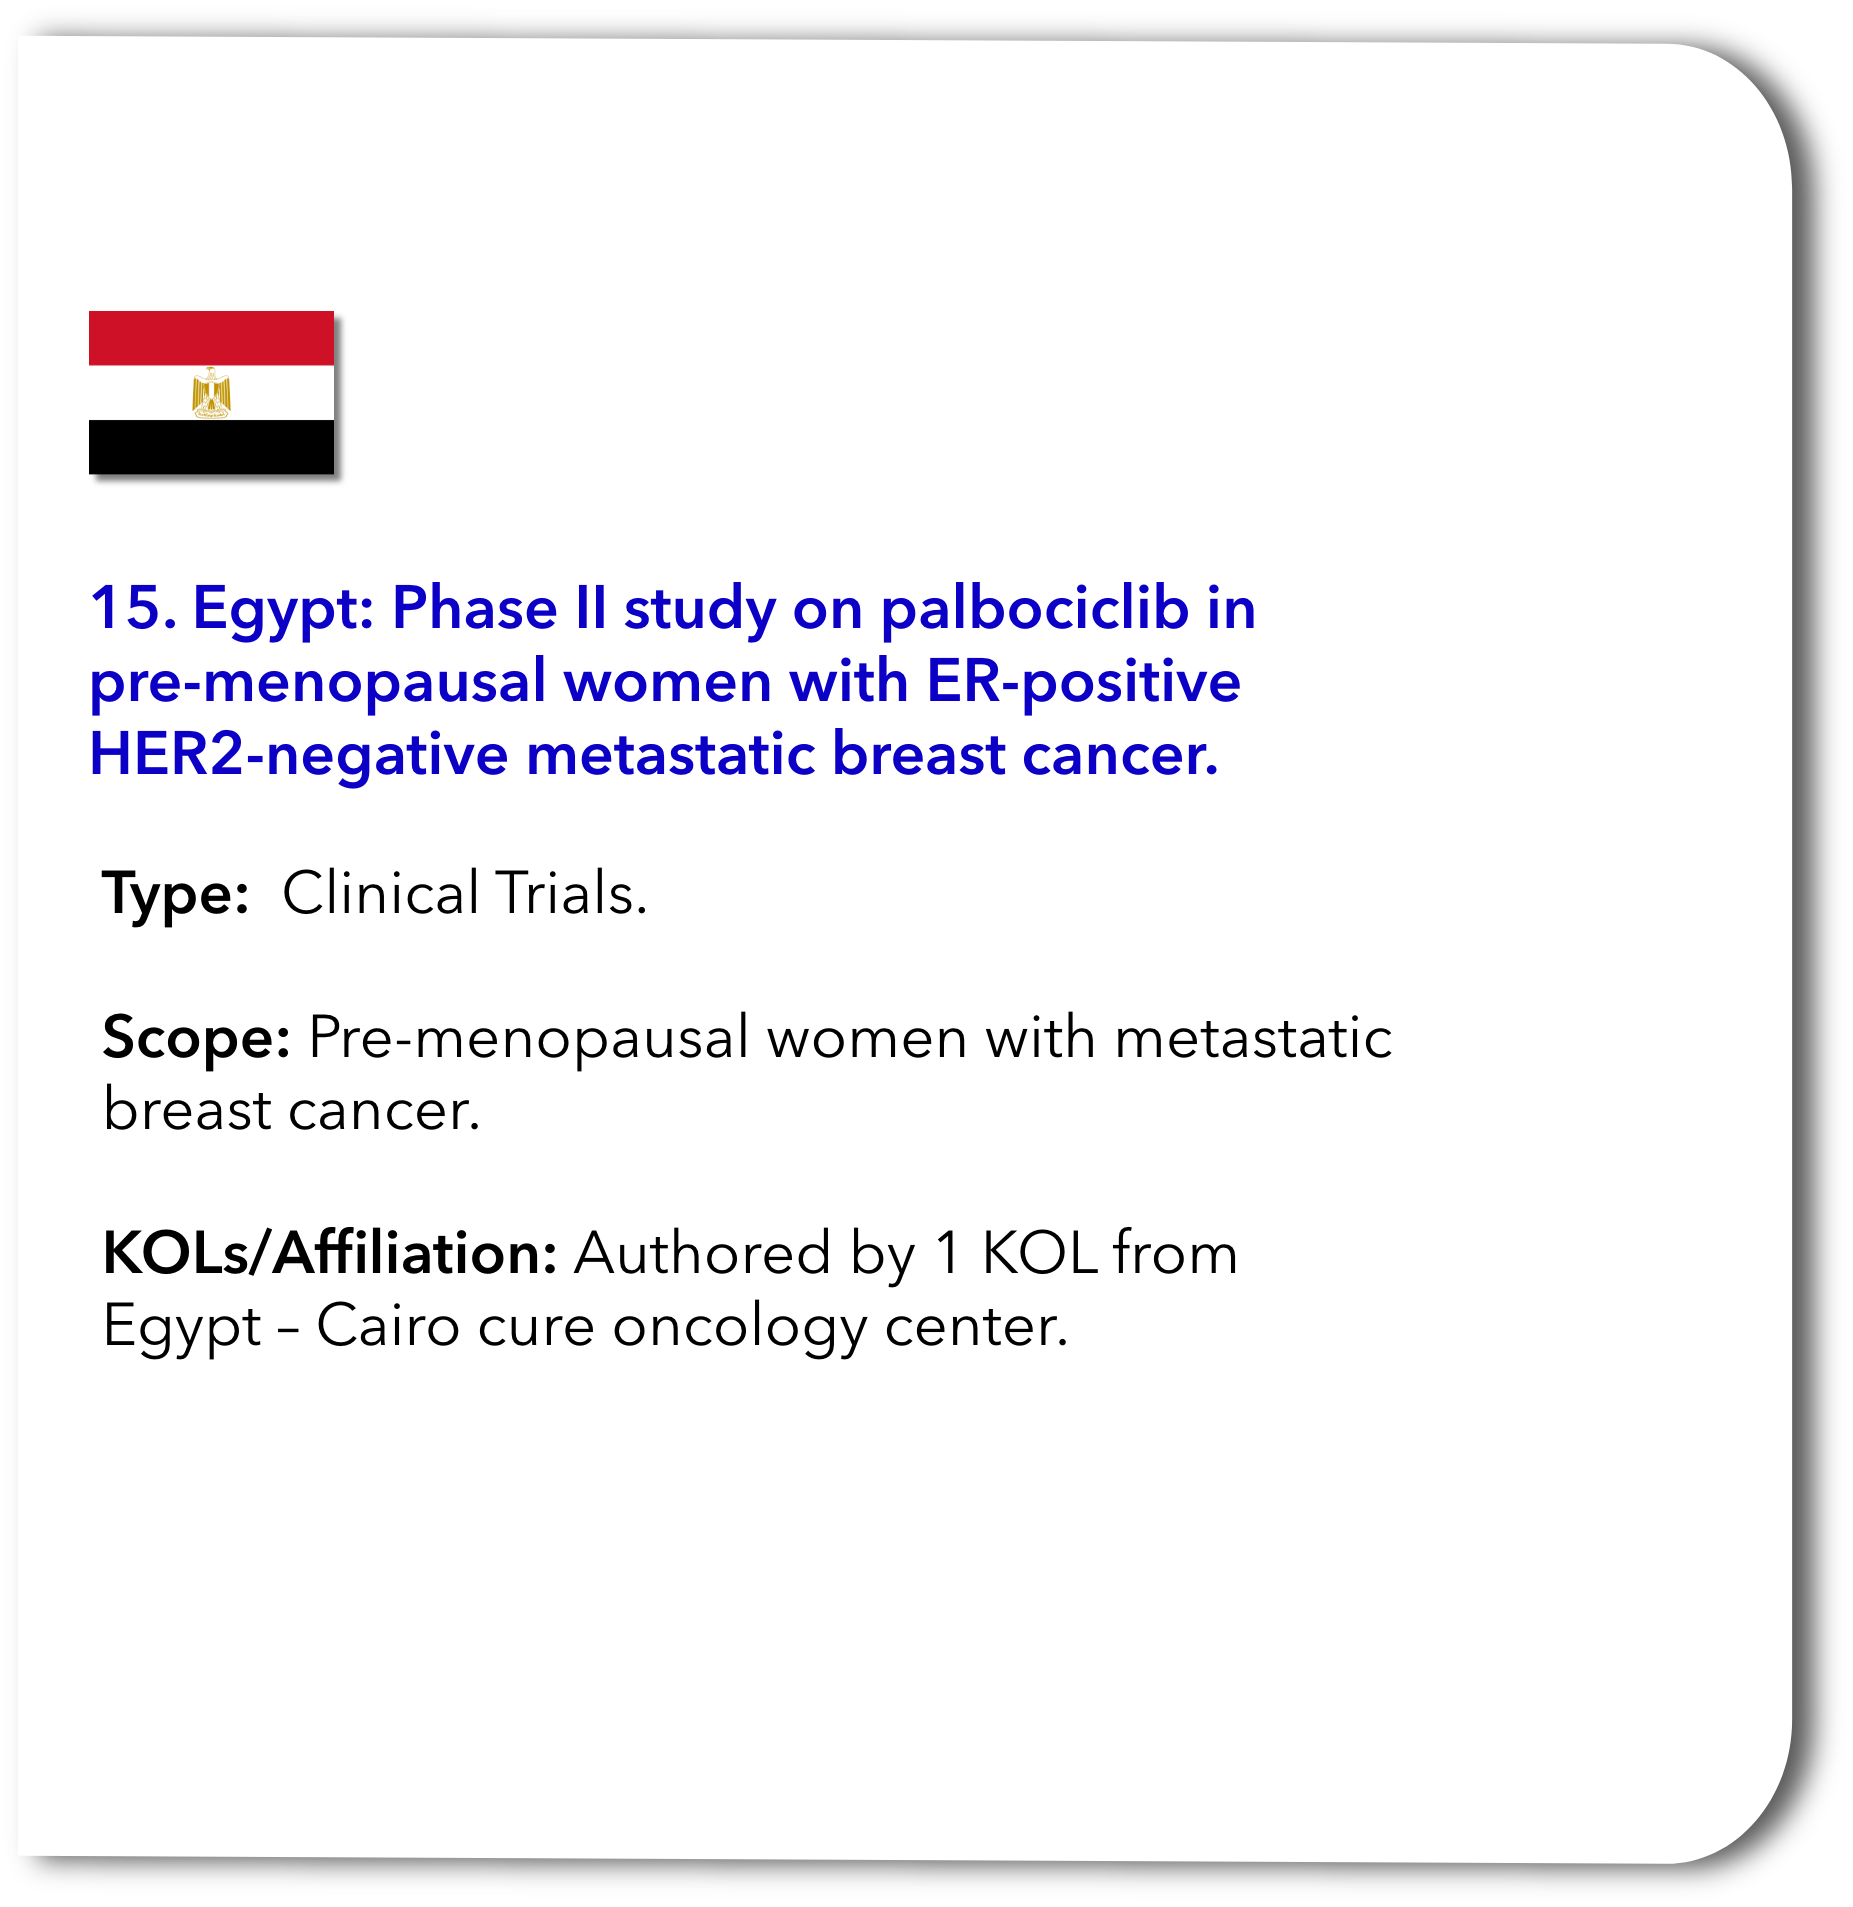 15. Egypt: Phase II study on palbociclib in
pre-menopausal women with ER-positive
HER2-negative metastatic breast cancer.
Type:  Clinical Trials.
Scope: Pre-menopausal women with metastatic
breast cancer.
KOLs/Affiliation: Authored by 1 KOL from
Egypt – Cairo cure oncology center.